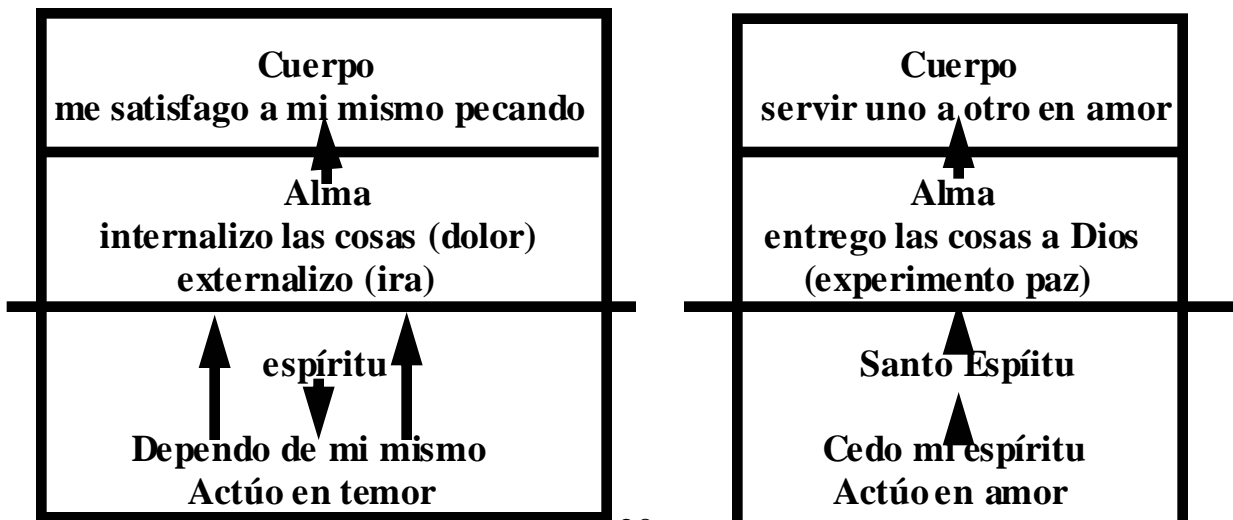 Cuerpo
me satisfago a mi mismo pecando
Alma
internalizo las cosas (dolor)
externalizo (ira)
espíritu
Dependo de mi mismo
Actúo en temor
Cuerpo
servir uno a otro en amor
Alma
entrego las cosas a Dios
(experimento paz)
Santo Espíitu
Cedo mi espíritu
Actúo en amor